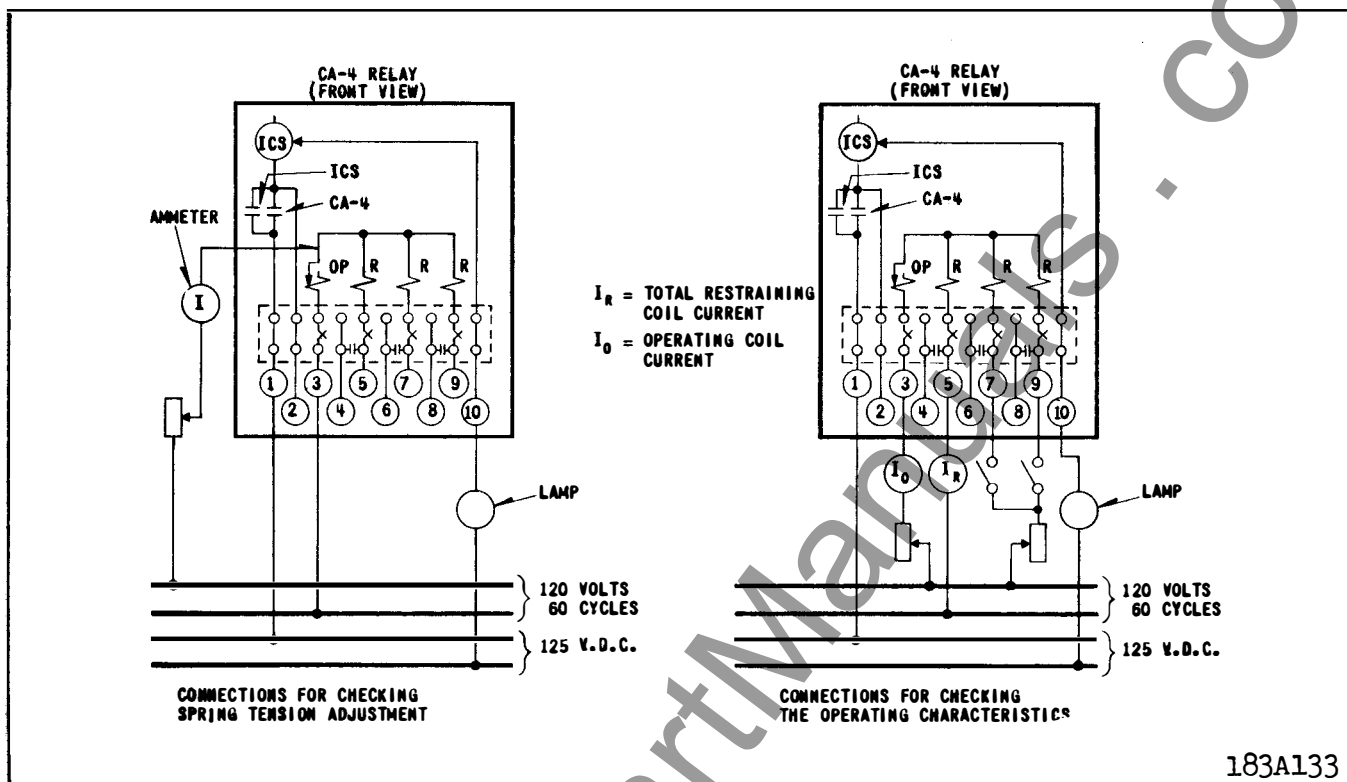 CA-4 RELAY
(FRONT VIEW)
ICS
ICS
CA-4
AMMETER
I
OP
R
R
R
1
3
5
7
9
2
4
6
8
10
LAMP
120 VOLTS
60 CYCLES
125 V.D.C.
CONNECTIONS FOR CHECKING
SPRING TENSION ADJUSTMENT
I_R = TOTAL RESTRAINING
COIL CURRENT
I_O = OPERATING COIL
CURRENT
CA-4 RELAY
(FRONT VIEW)
ICS
ICS
CA-4
OP
R
R
R
1
3
5
7
9
2
4
6
8
10
I_O
I_R
LAMP
120 VOLTS
60 CYCLES
125 V.D.C.
CONNECTIONS FOR CHECKING
THE OPERATING CHARACTERISTICS
183A133
rtManuals . co